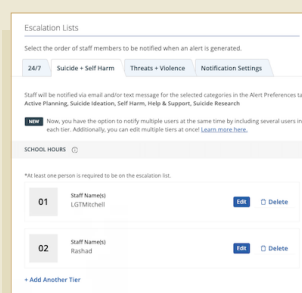 Escalation Lists
Select the order of staff members to be notified when an alert is generated.
24/7 Suicide + Self Harm Threats + Violence Notification Settings
Staff will be notified via email and/or text message for the selected categories in the Alert Preferences ta
Active Planning, Suicide Ideation, Self Harm, Help & Support, Suicide Research
NEW Now, you have the option to notify multiple users at the same time by including several users in
each tier. Additionally, you can edit multiple tiers at once! Learn more here.
SCHOOL HOURS
*At least one person is required to be on the escalation list.
01 Staff Name(s) LGTMitchell Edit Delete
02 Staff Name(s) Rashad Edit Delete
+ Add Another Tier